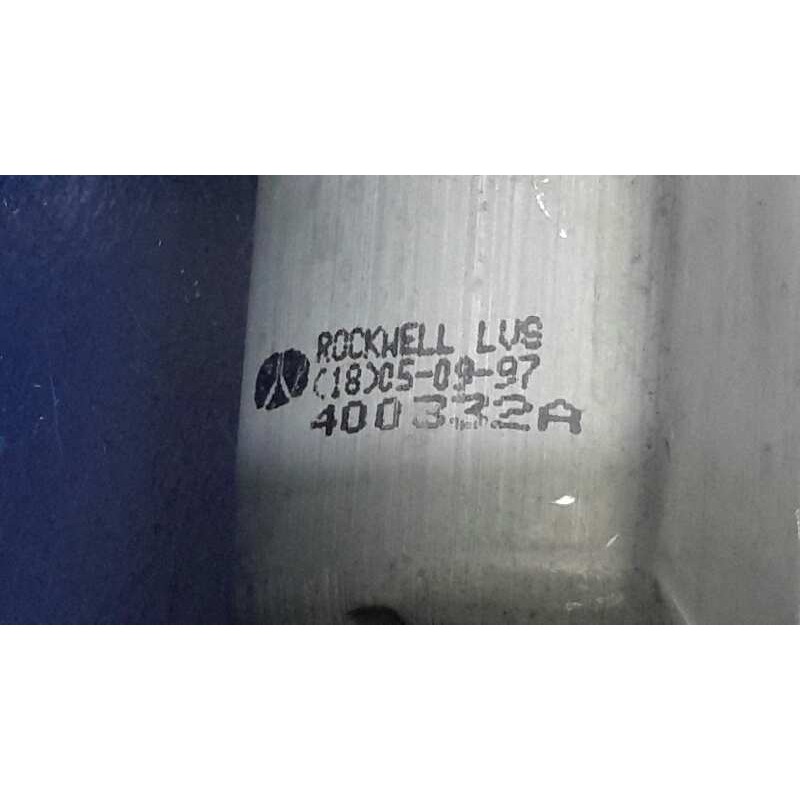 ROCKWELL LVS
(18)05-09-97
400332A